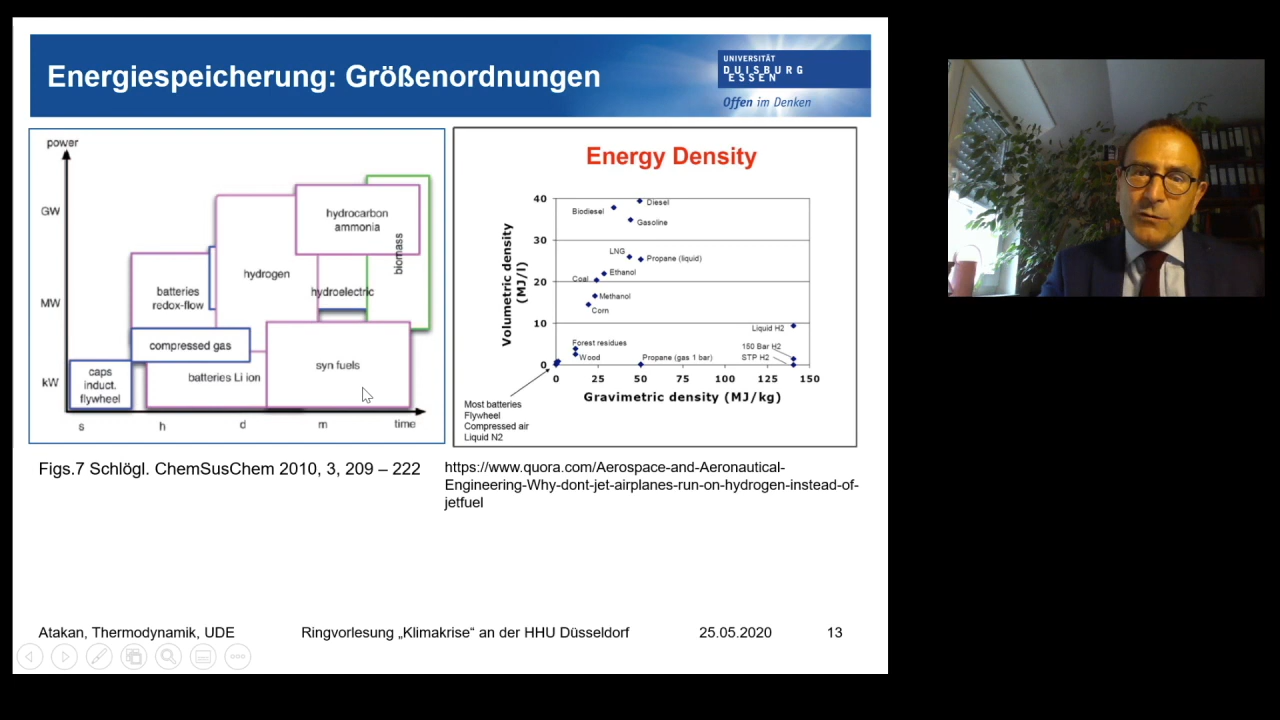 Energiespeicherung: Größenordnungen
UNIVERSITÄT
DUISBURG
ESSEN
Offen im Denken
power
GW
MW
kW
hydrocarbon
ammonia
biomass
hydrogen
batteries
redox-flow
hydroelectric
compressed gas
caps
induct.
flywheel
batteries Li ion
syn fuels
s
h
d
m
time
Energy Density
Volumetric density
(MJ/l)
40
30
20
10
0
Diesel
Biodiesel
Gasoline
LNG
Propane (liquid)
Coal
Ethanol
Methanol
Corn
Liquid H2
Forest residues
150 Bar H2
Wood
Propane (gas 1 bar)
STP H2
0 25 50 75 100 125 150
Gravimetric density (MJ/kg)
Most batteries
Flywheel
Compressed air
Liquid N2
Figs.7 Schlögl. ChemSusChem 2010, 3, 209 – 222
https://www.quora.com/Aerospace-and-Aeronautical-
Engineering-Why-dont-jet-airplanes-run-on-hydrogen-instead-of-
jetfuel
Atakan, Thermodynamik, UDE
Ringvorlesung „Klimakrise“ an der HHU Düsseldorf
25.05.2020
13